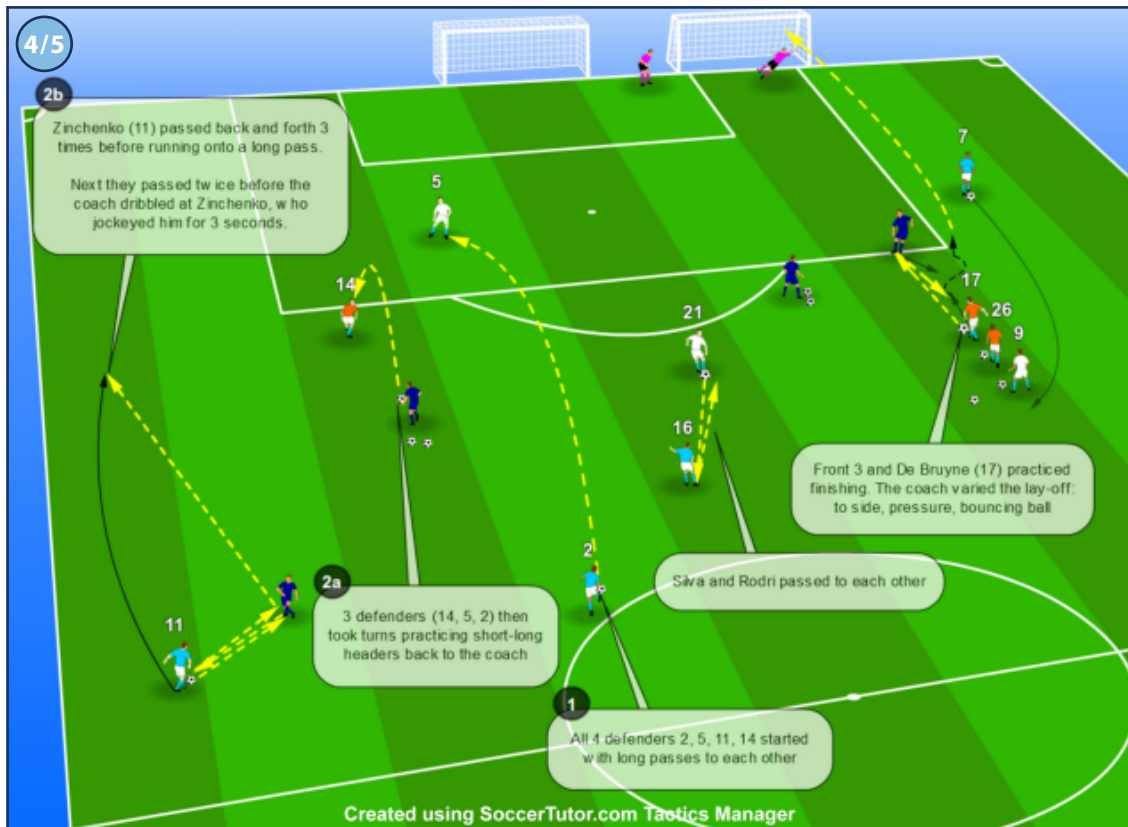 4/5
2b
Zinchenko (11) passed back and forth 3
times before running onto a long pass.
Next they passed twice before the
coach dribbled at Zinchenko, who
jockeyed him for 3 seconds.
5
7
14
17
26
9
21
16
Front 3 and De Bruyne (17) practiced
finishing. The coach varied the lay-off:
to side, pressure, bouncing ball
2
Silva and Rodri passed to each other
2a
3 defenders (14, 5, 2) then
took turns practicing short-long
headers back to the coach
11
1
All 4 defenders 2, 5, 11, 14 started
with long passes to each other
Created using SoccerTutor.com Tactics Manager